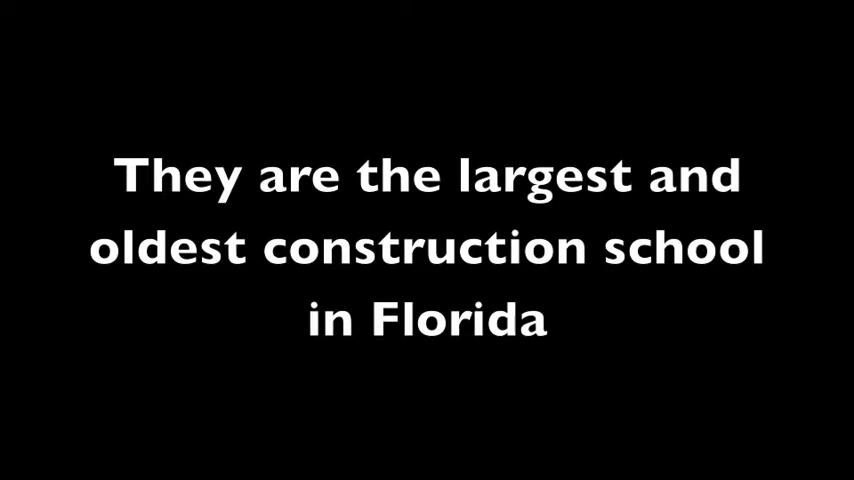 They are the largest and
oldest construction school
in Florida